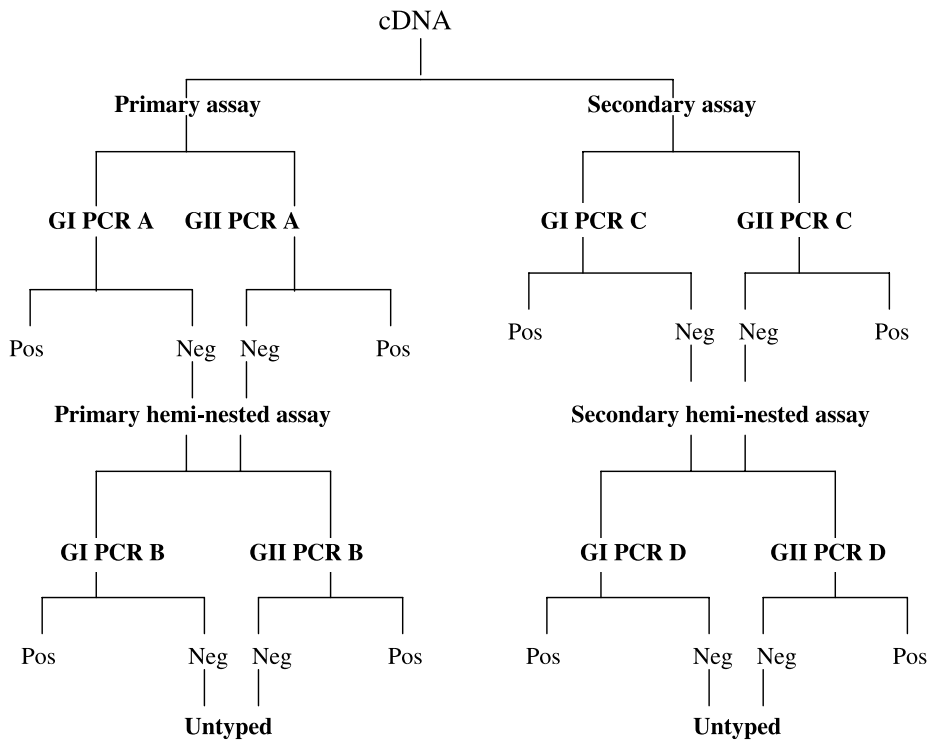 cDNA
Primary assay Secondary assay
GI PCR A GII PCR A GI PCR C GII PCR C
Pos Neg Neg Pos Pos Neg Neg Pos
Primary hemi-nested assay Secondary hemi-nested assay
GI PCR B GII PCR B GI PCR D GII PCR D
Pos Neg Neg Pos Pos Neg Neg Pos
Untyped Untyped